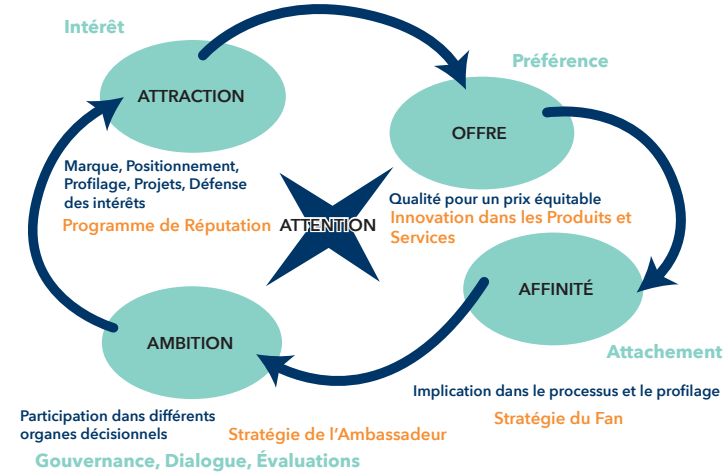 Intérêt
ATTRACTION
Préférence
OFFRE
Marque, Positionnement,
Profilage, Projets, Défense
des intérêts
Programme de Réputation
ATTENTION
Qualité pour un prix équitable
Innovation dans les Produits et
Services
AFFINITÉ
Attachement
AMBITION
Implication dans le processus et le profilage
Stratégie du Fan
Participation dans différents
organes décisionnels
Stratégie de l’Ambassadeur
Gouvernance, Dialogue, Évaluations